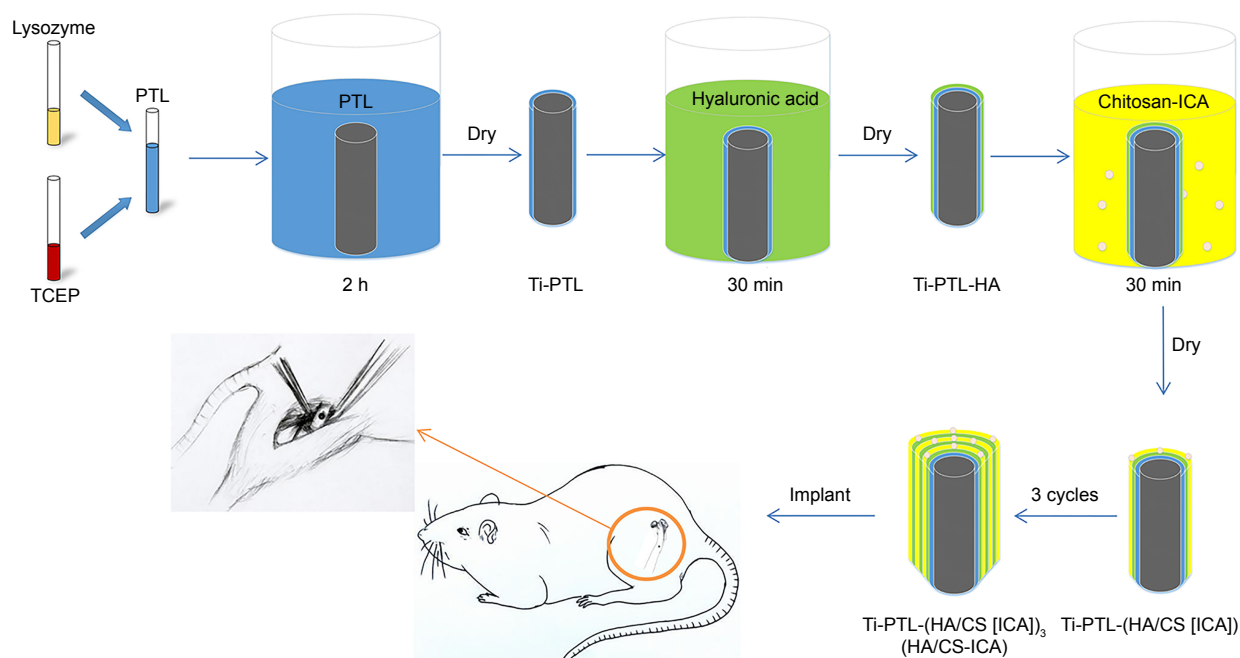 Lysozyme
PTL
TCEP
PTL
2 h
Dry
Ti-PTL
Hyaluronic acid
30 min
Dry
Ti-PTL-HA
Chitosan-ICA
30 min
Dry
Ti-PTL-(HA/CS [ICA])
3 cycles
Ti-PTL-(HA/CS [ICA])₃
(HA/CS-ICA)
Implant